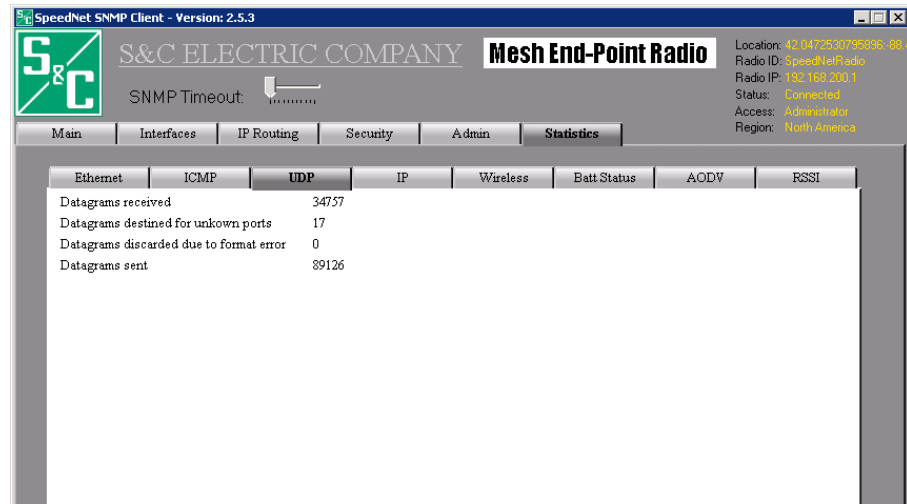 SpeedNet SNMP Client - Version: 2.5.3
S&C
S&C ELECTRIC COMPANY
Mesh End-Point Radio
SNMP Timeout:
Location: 42.0472530795896,-88.
Radio ID: SpeedNetRadio
Radio IP: 192.168.200.1
Status: Connected
Access: Administrator
Region: North America
Main Interfaces IP Routing Security Admin Statistics
Ethernet ICMP UDP IP Wireless Batt Status AODV RSSI
Datagrams received 34757
Datagrams destined for unkown ports 17
Datagrams discarded due to format error 0
Datagrams sent 89126